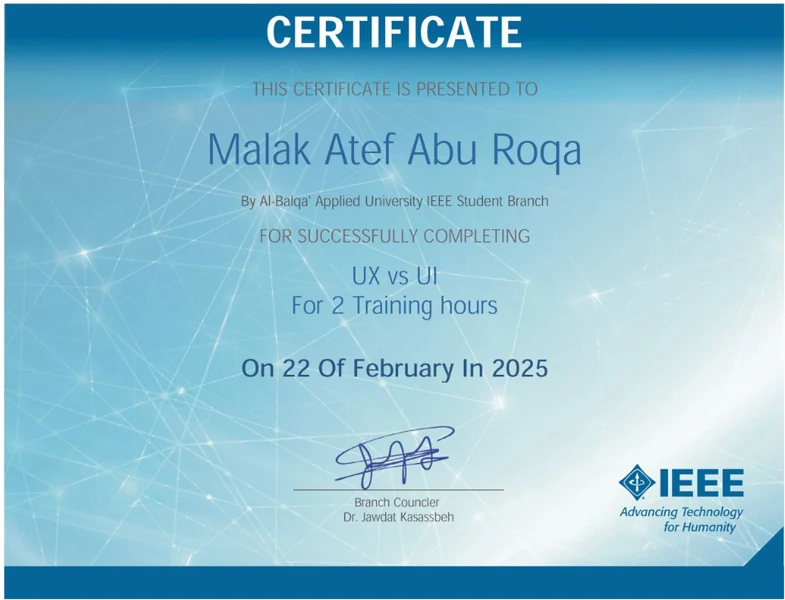 CERTIFICATE
THIS CERTIFICATE IS PRESENTED TO
Malak Atef Abu Roqa
By Al-Balqa' Applied University IEEE Student Branch
FOR SUCCESSFULLY COMPLETING
UX vs UI
For 2 Training hours
On 22 Of February In 2025
Branch Councler
Dr. Jawdat Kasassbeh
IEEE
Advancing Technology
for Humanity